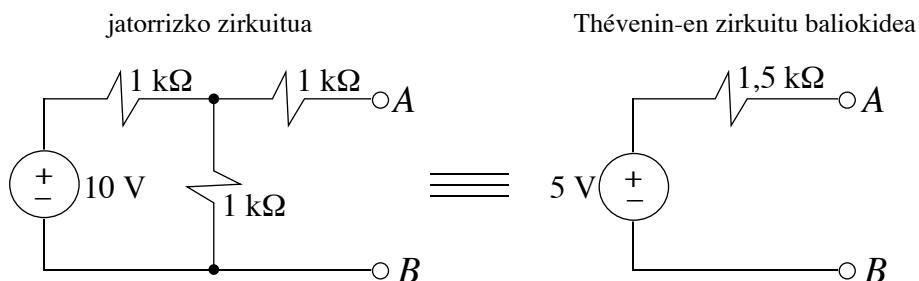 jatorrizko zirkuitua
Thévenin-en zirkuitu baliokidea
1 kΩ
1 kΩ
A
1,5 kΩ
A
+
−
10 V
1 kΩ
5 V
+
−
B
B